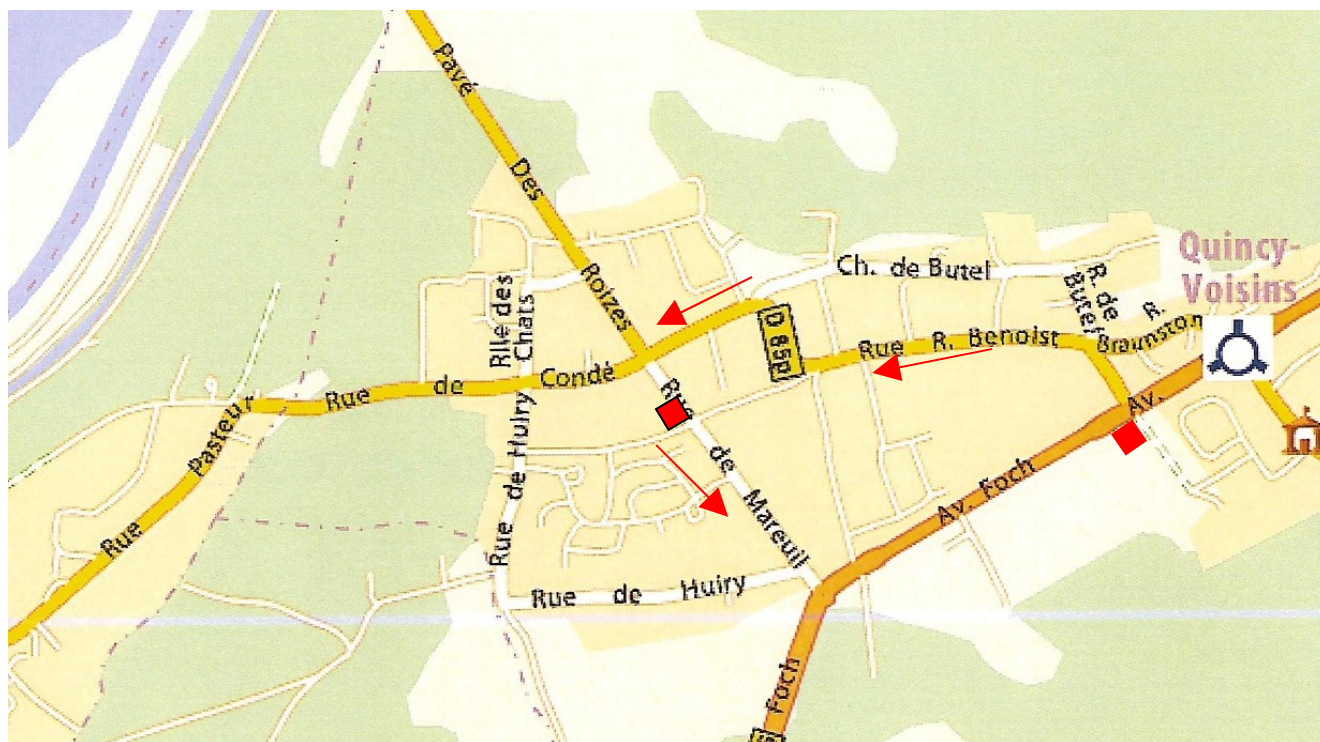 Pavé Des Roizes
Ch. de Butel
R. de Butel
Quincy-
Voisins
R. Braunston
Rue R. Benoist
D 85P
Rlle des Chats
Rue de Condé
Rue Pasteur
Rue de Huiry
Rue de Mareuil
Av. Foch
Av.
Rue de Huiry
Foch